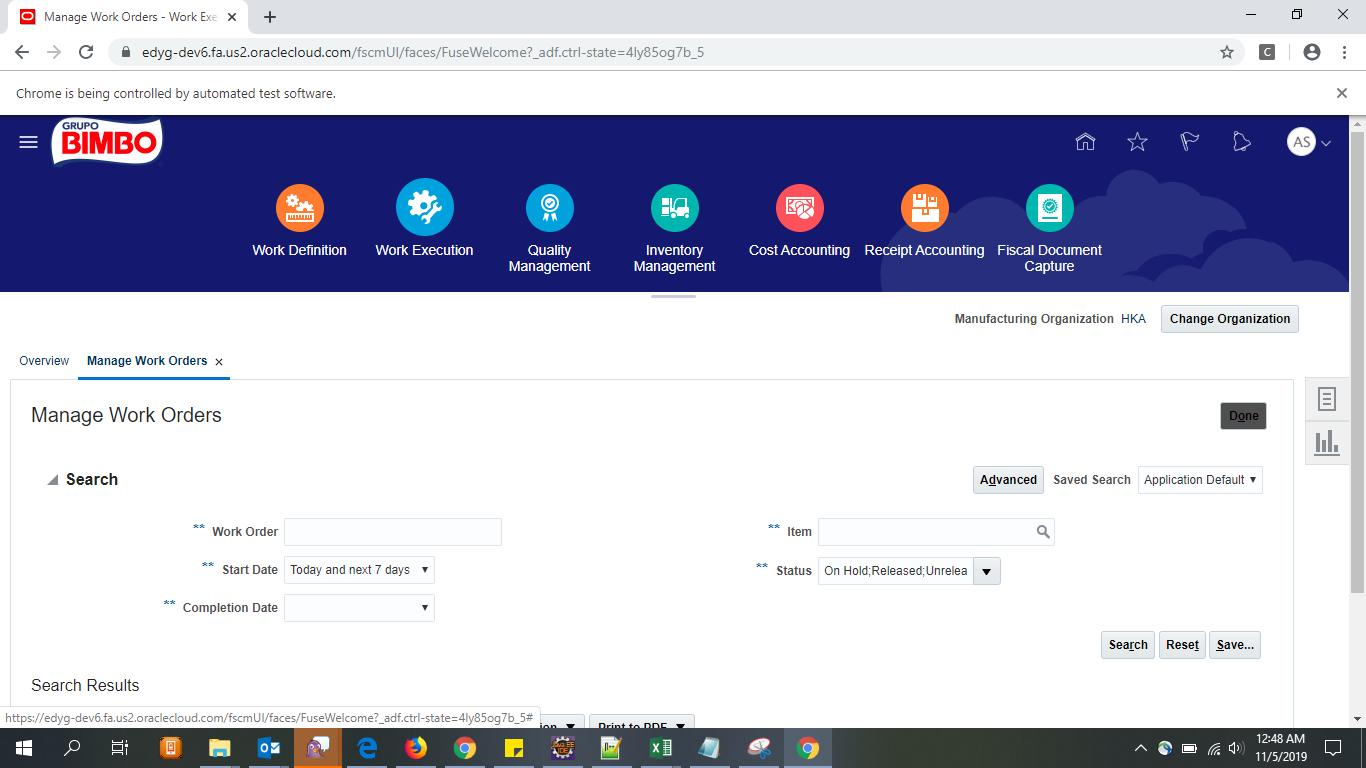 Manage Work Orders - Work Exe
edyg-dev6.fa.us2.oraclecloud.com/fscmUI/faces/FuseWelcome?_adf.ctrl-state=4ly85og7b_5
C
Chrome is being controlled by automated test software.
GRUPO
BIMBO
AS
Work Definition
Work Execution
Quality
Management
Inventory
Management
Cost Accounting
Receipt Accounting
Fiscal Document
Capture
Manufacturing Organization HKA Change Organization
Overview Manage Work Orders
Manage Work Orders
Done
Search
Advanced Saved Search Application Default
** Work Order
** Item
** Start Date Today and next 7 days
** Status On Hold;Released;Unrelea
** Completion Date
Search Reset Save...
Search Results
https://edyg-dev6.fa.us2.oraclecloud.com/fscmUI/faces/FuseWelcome?_adf.ctrl-state=4ly85og7b_5#
Print to PDF
12:48 AM
11/5/2019